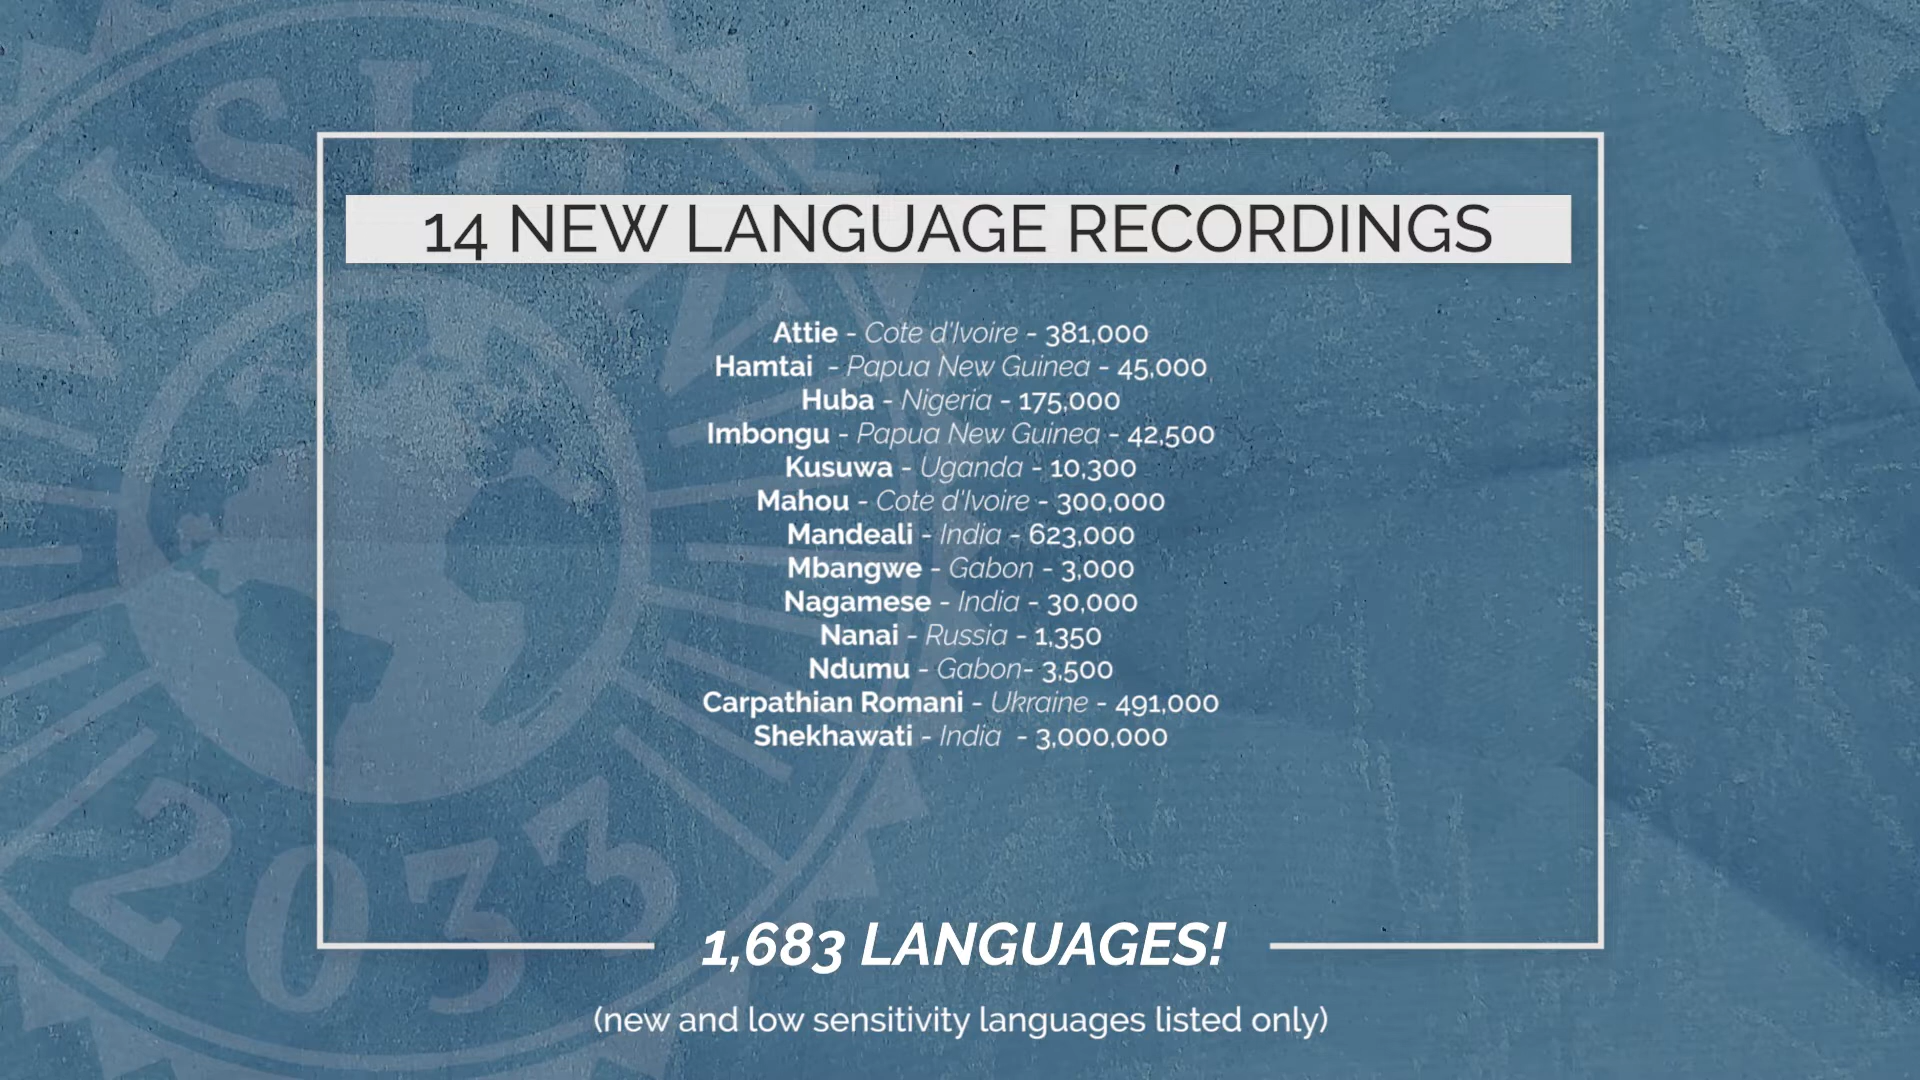 VISION
14 NEW LANGUAGE RECORDINGS
Attie - Cote d'Ivoire - 381,000
Hamtai - Papua New Guinea - 45,000
Huba - Nigeria - 175,000
Imbongu - Papua New Guinea - 42,500
Kusuwa - Uganda - 10,300
Mahou - Cote d'Ivoire - 300,000
Mandeali - India - 623,000
Mbangwe - Gabon - 3,000
Nagamese - India - 30,000
Nanai - Russia - 1,350
Ndumu - Gabon- 3,500
Carpathian Romani - Ukraine - 491,000
Shekhawati - India - 3,000,000
2033
1,683 LANGUAGES!
(new and low sensitivity languages listed only)